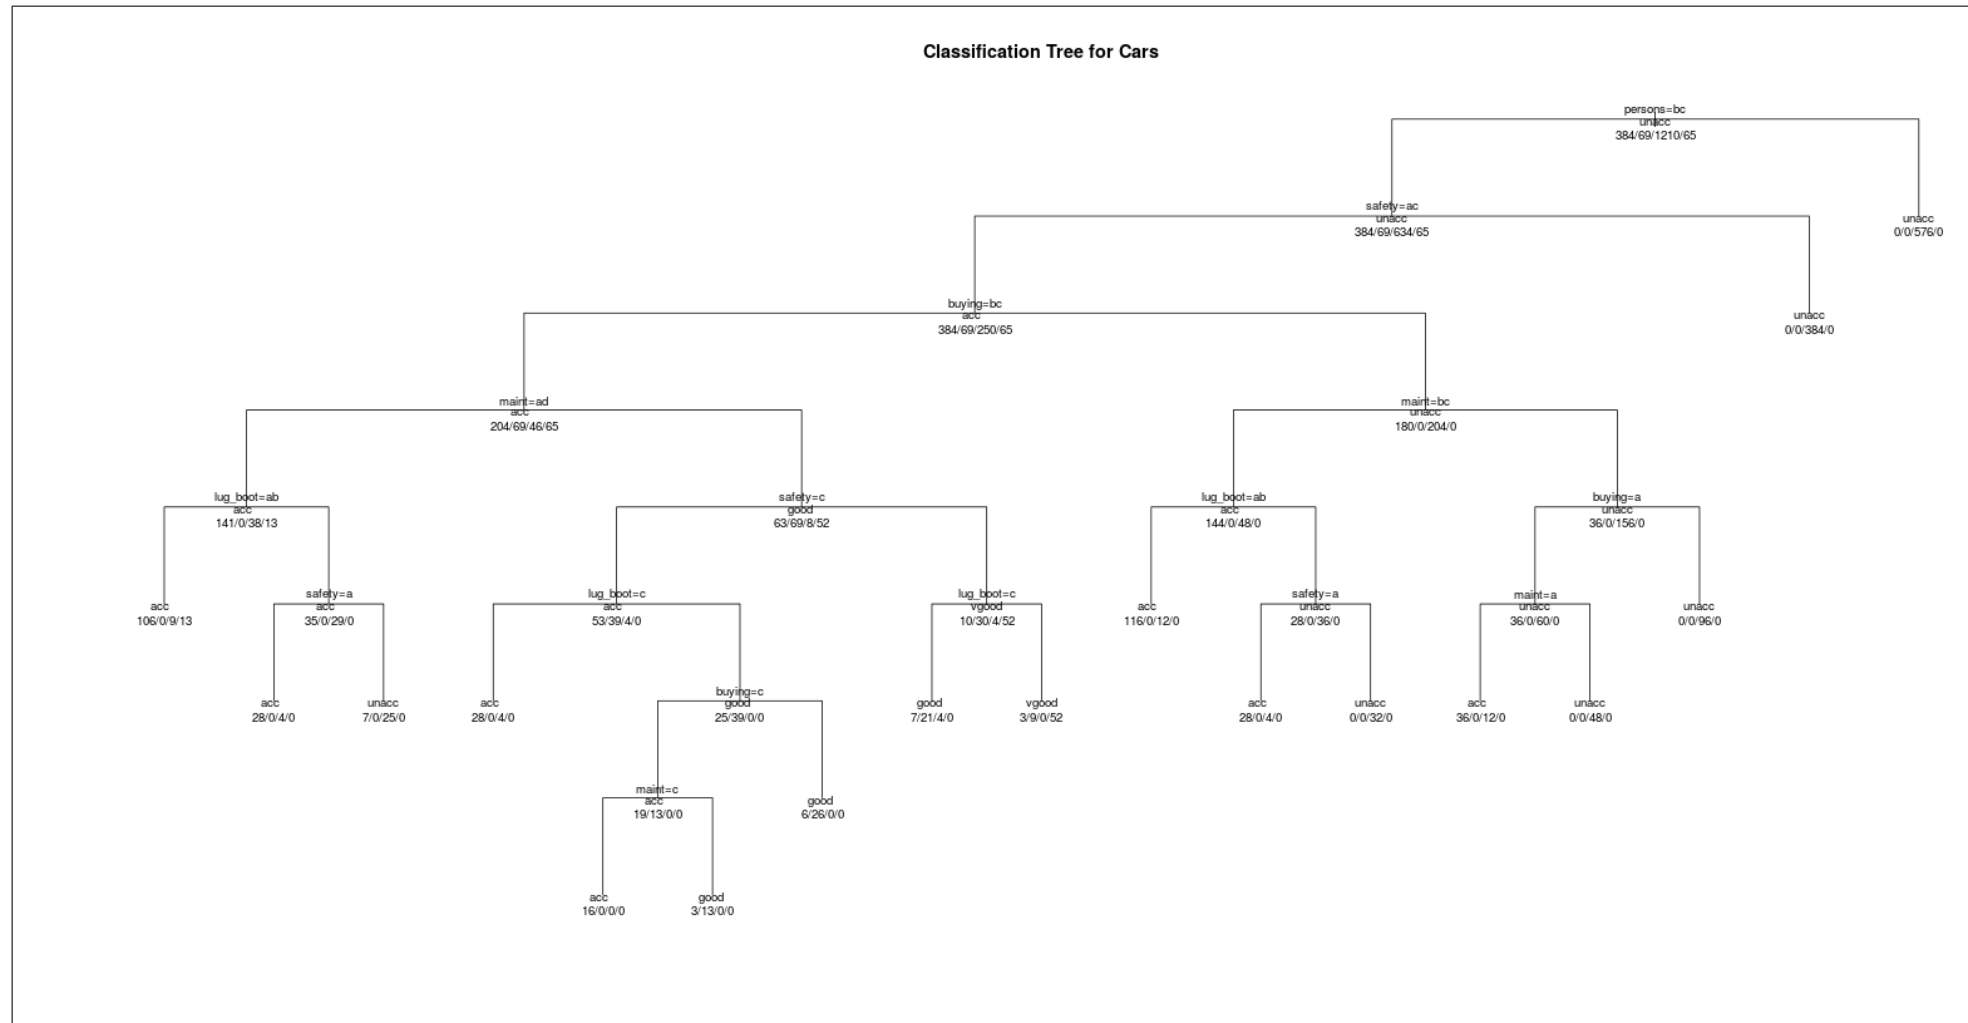 Classification Tree for Cars
persons=bc
unacc
384/69/1210/65
safety=ac
unacc
384/69/634/65
unacc
0/0/576/0
buying=bc
acc
384/69/250/65
unacc
0/0/384/0
maint=ad
acc
204/69/46/65
maint=bc
unacc
180/0/204/0
lug_boot=ab
acc
141/0/38/13
safety=c
good
63/69/8/52
lug_boot=ab
acc
144/0/48/0
buying=a
unacc
36/0/156/0
acc
106/0/9/13
safety=a
acc
35/0/29/0
lug_boot=c
acc
53/39/4/0
lug_boot=c
vgood
10/30/4/52
acc
116/0/12/0
safety=a
unacc
28/0/36/0
maint=a
unacc
36/0/60/0
unacc
0/0/96/0
acc
28/0/4/0
unacc
7/0/25/0
acc
28/0/4/0
buying=c
good
25/39/0/0
good
7/21/4/0
vgood
3/9/0/52
acc
28/0/4/0
unacc
0/0/32/0
acc
36/0/12/0
unacc
0/0/48/0
maint=c
acc
19/13/0/0
good
6/26/0/0
acc
16/0/0/0
good
3/13/0/0